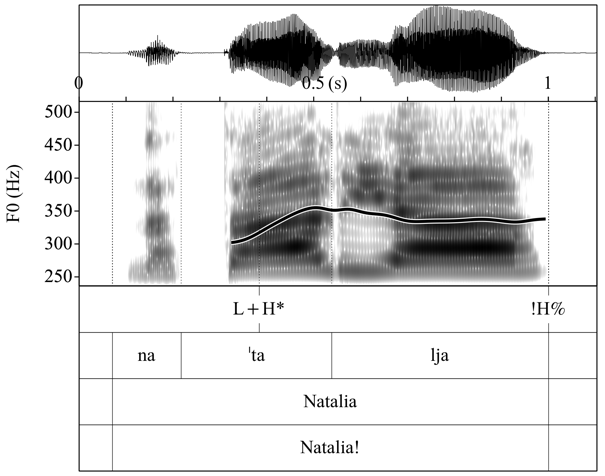 0 0.5 (s) 1
500
450
400
350
300
250
F0 (Hz)
L + H* !H%
na ˈta lja
Natalia
Natalia!